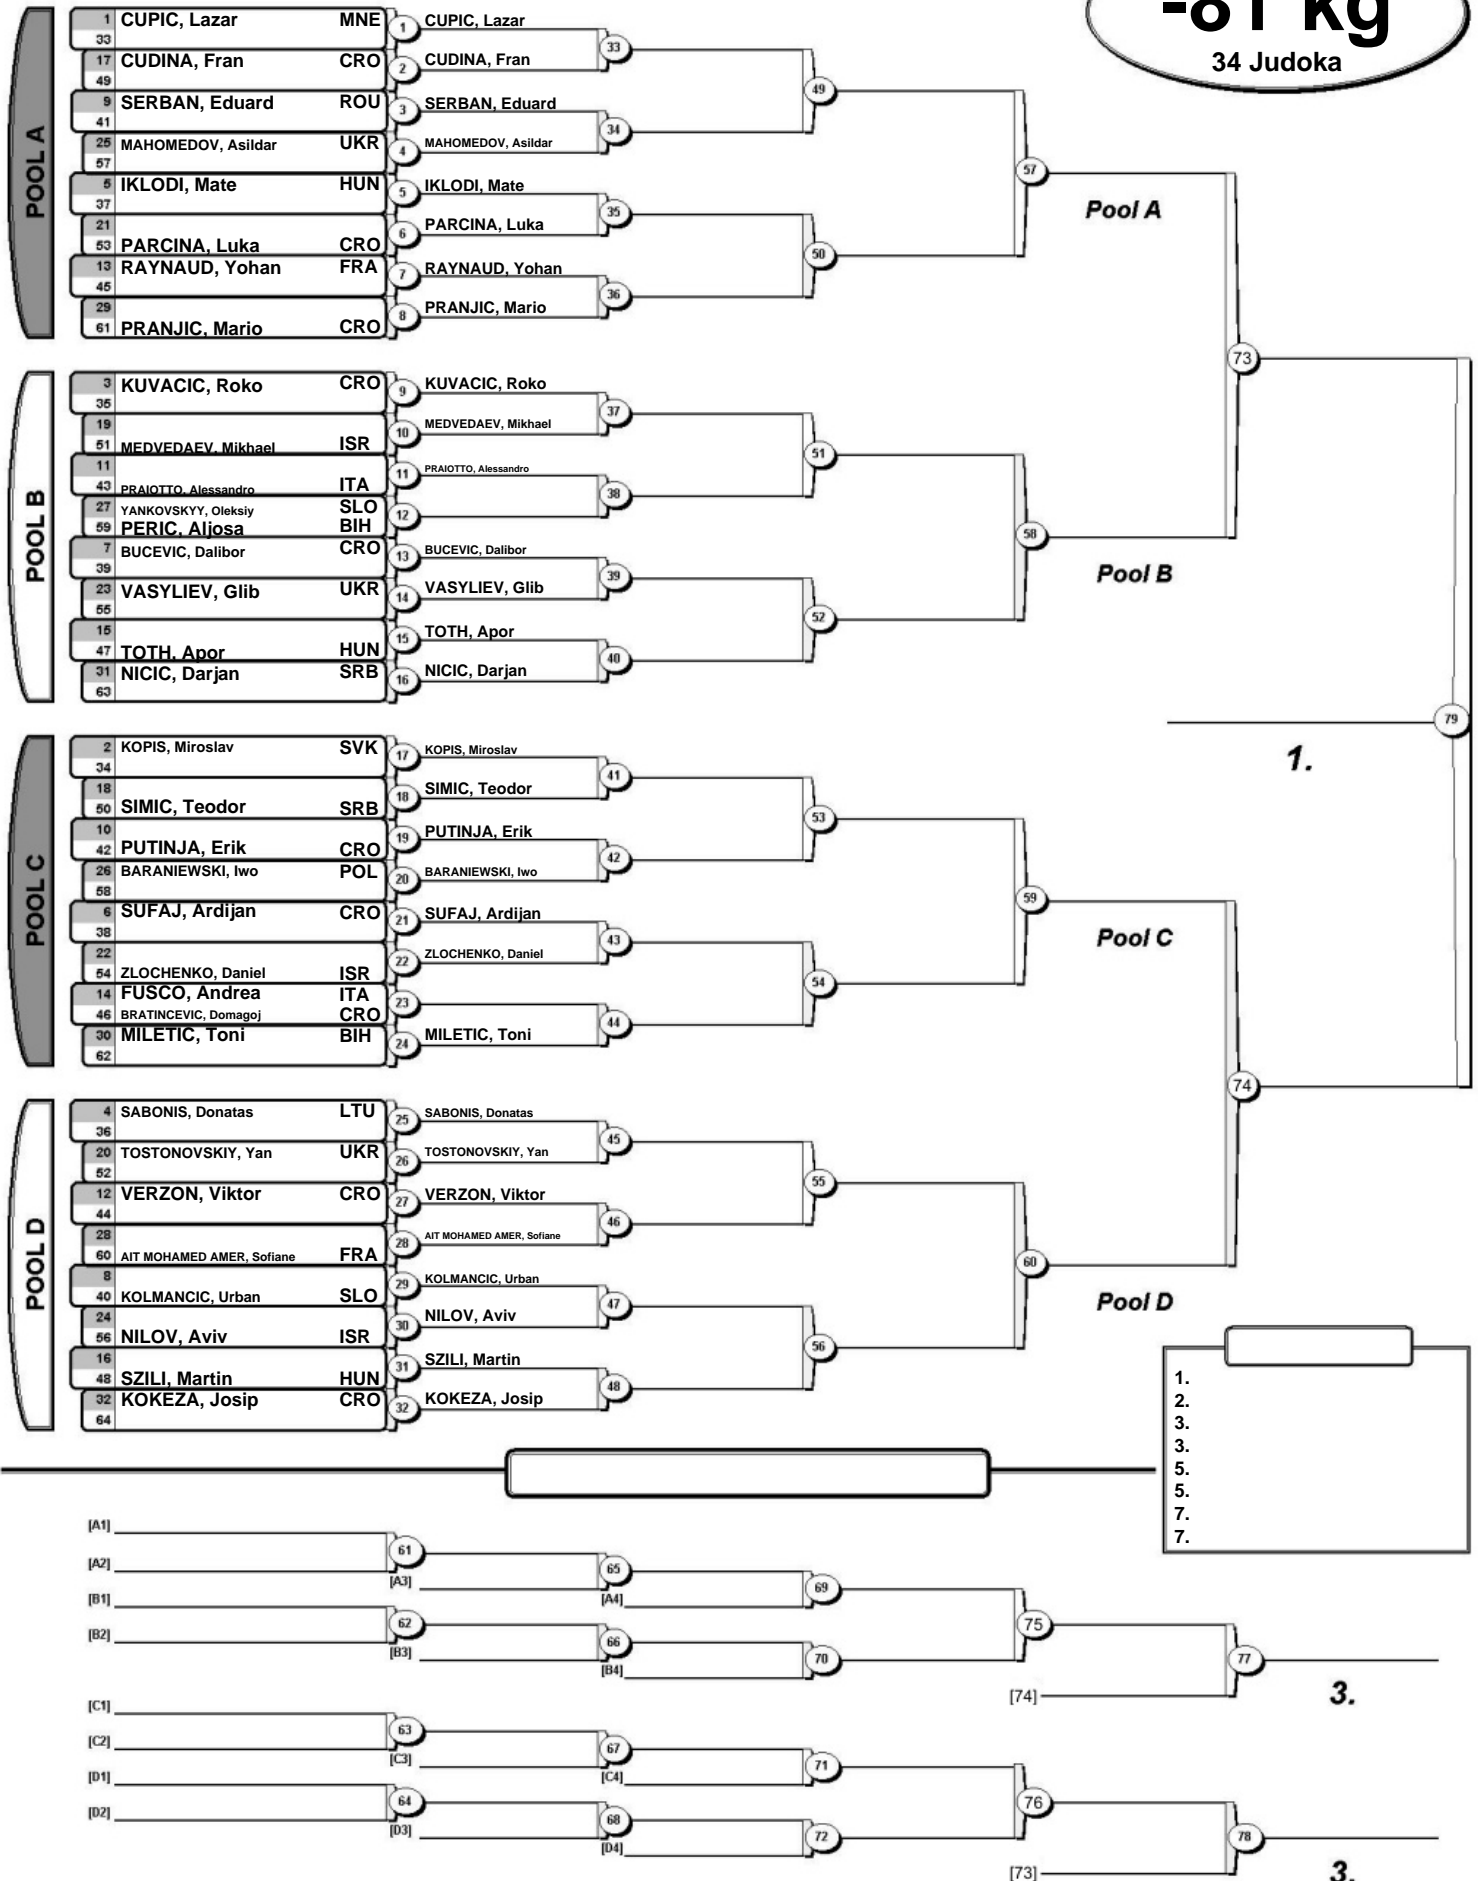 -81 kg
34 Judoka
POOL A
1 CUPIC, Lazar MNE 1 CUPIC, Lazar
33
33
17 CUDINA, Fran CRO 2 CUDINA, Fran
49
49
9 SERBAN, Eduard ROU 3 SERBAN, Eduard
41
34
25 MAHOMEDOV, Asildar UKR 4 MAHOMEDOV, Asildar
57
57
5 IKLODI, Mate HUN 5 IKLODI, Mate
37
35
Pool A
21
53 PARCINA, Luka CRO 6 PARCINA, Luka
50
13 RAYNAUD, Yohan FRA 7 RAYNAUD, Yohan
45
36
29
61 PRANJIC, Mario CRO 8 PRANJIC, Mario
73
POOL B
3 KUVACIC, Roko CRO 9 KUVACIC, Roko
35
37
19
51 MEDVEDAEV, Mikhael ISR 10 MEDVEDAEV, Mikhael
51
11
43 PRAIOTTO, Alessandro ITA 11 PRAIOTTO, Alessandro
38
27 YANKOVSKYY, Oleksiy SLO 12
59 PERIC, Aljosa BIH
58
7 BUCEVIC, Dalibor CRO 13 BUCEVIC, Dalibor
39
39
Pool B
23 VASYLIEV, Glib UKR 14 VASYLIEV, Glib
55
52
15
47 TOTH, Apor HUN 15 TOTH, Apor
40
31 NICIC, Darjan SRB 16 NICIC, Darjan
63
79
1.
POOL C
2 KOPIS, Miroslav SVK 17 KOPIS, Miroslav
34
41
18
50 SIMIC, Teodor SRB 18 SIMIC, Teodor
53
10
42 PUTINJA, Erik CRO 19 PUTINJA, Erik
42
26 BARANIEWSKI, Iwo POL 20 BARANIEWSKI, Iwo
58
59
6 SUFAJ, Ardijan CRO 21 SUFAJ, Ardijan
38
43
Pool C
22
54 ZLOCHENKO, Daniel ISR 22 ZLOCHENKO, Daniel
54
14 FUSCO, Andrea ITA 23
46 BRATINCEVIC, Domagoj CRO
44
30 MILETIC, Toni BIH 24 MILETIC, Toni
62
74
POOL D
4 SABONIS, Donatas LTU 25 SABONIS, Donatas
36
45
20 TOSTONOVSKIY, Yan UKR 26 TOSTONOVSKIY, Yan
52
55
12 VERZON, Viktor CRO 27 VERZON, Viktor
44
46
28
60 AIT MOHAMED AMER, Sofiane FRA 28 AIT MOHAMED AMER, Sofiane
60
8
40 KOLMANCIC, Urban SLO 29 KOLMANCIC, Urban
47
Pool D
24
56 NILOV, Aviv ISR 30 NILOV, Aviv
56
16
48 SZILI, Martin HUN 31 SZILI, Martin
48
32 KOKEZA, Josip CRO 32 KOKEZA, Josip
64
1.
2.
3.
3.
5.
5.
7.
7.
[A1]
61
[A2]
[A3]
65
[A4]
69
[B1]
62
[B2]
[B3]
66
[B4]
70
75
77
[74]
3.
[C1]
63
[C2]
[C3]
67
[C4]
71
[D1]
64
[D2]
[D3]
68
[D4]
72
76
78
[73]
3.